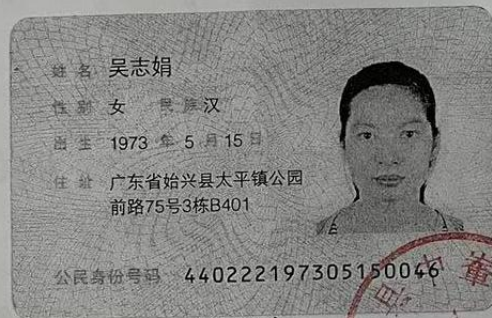 姓名 吴志娟
性别 女 民族 汉
出生 1973 年 5 月 15 日
住址 广东省始兴县太平镇公园
前路75号3栋B401
公民身份号码 440222197305150046